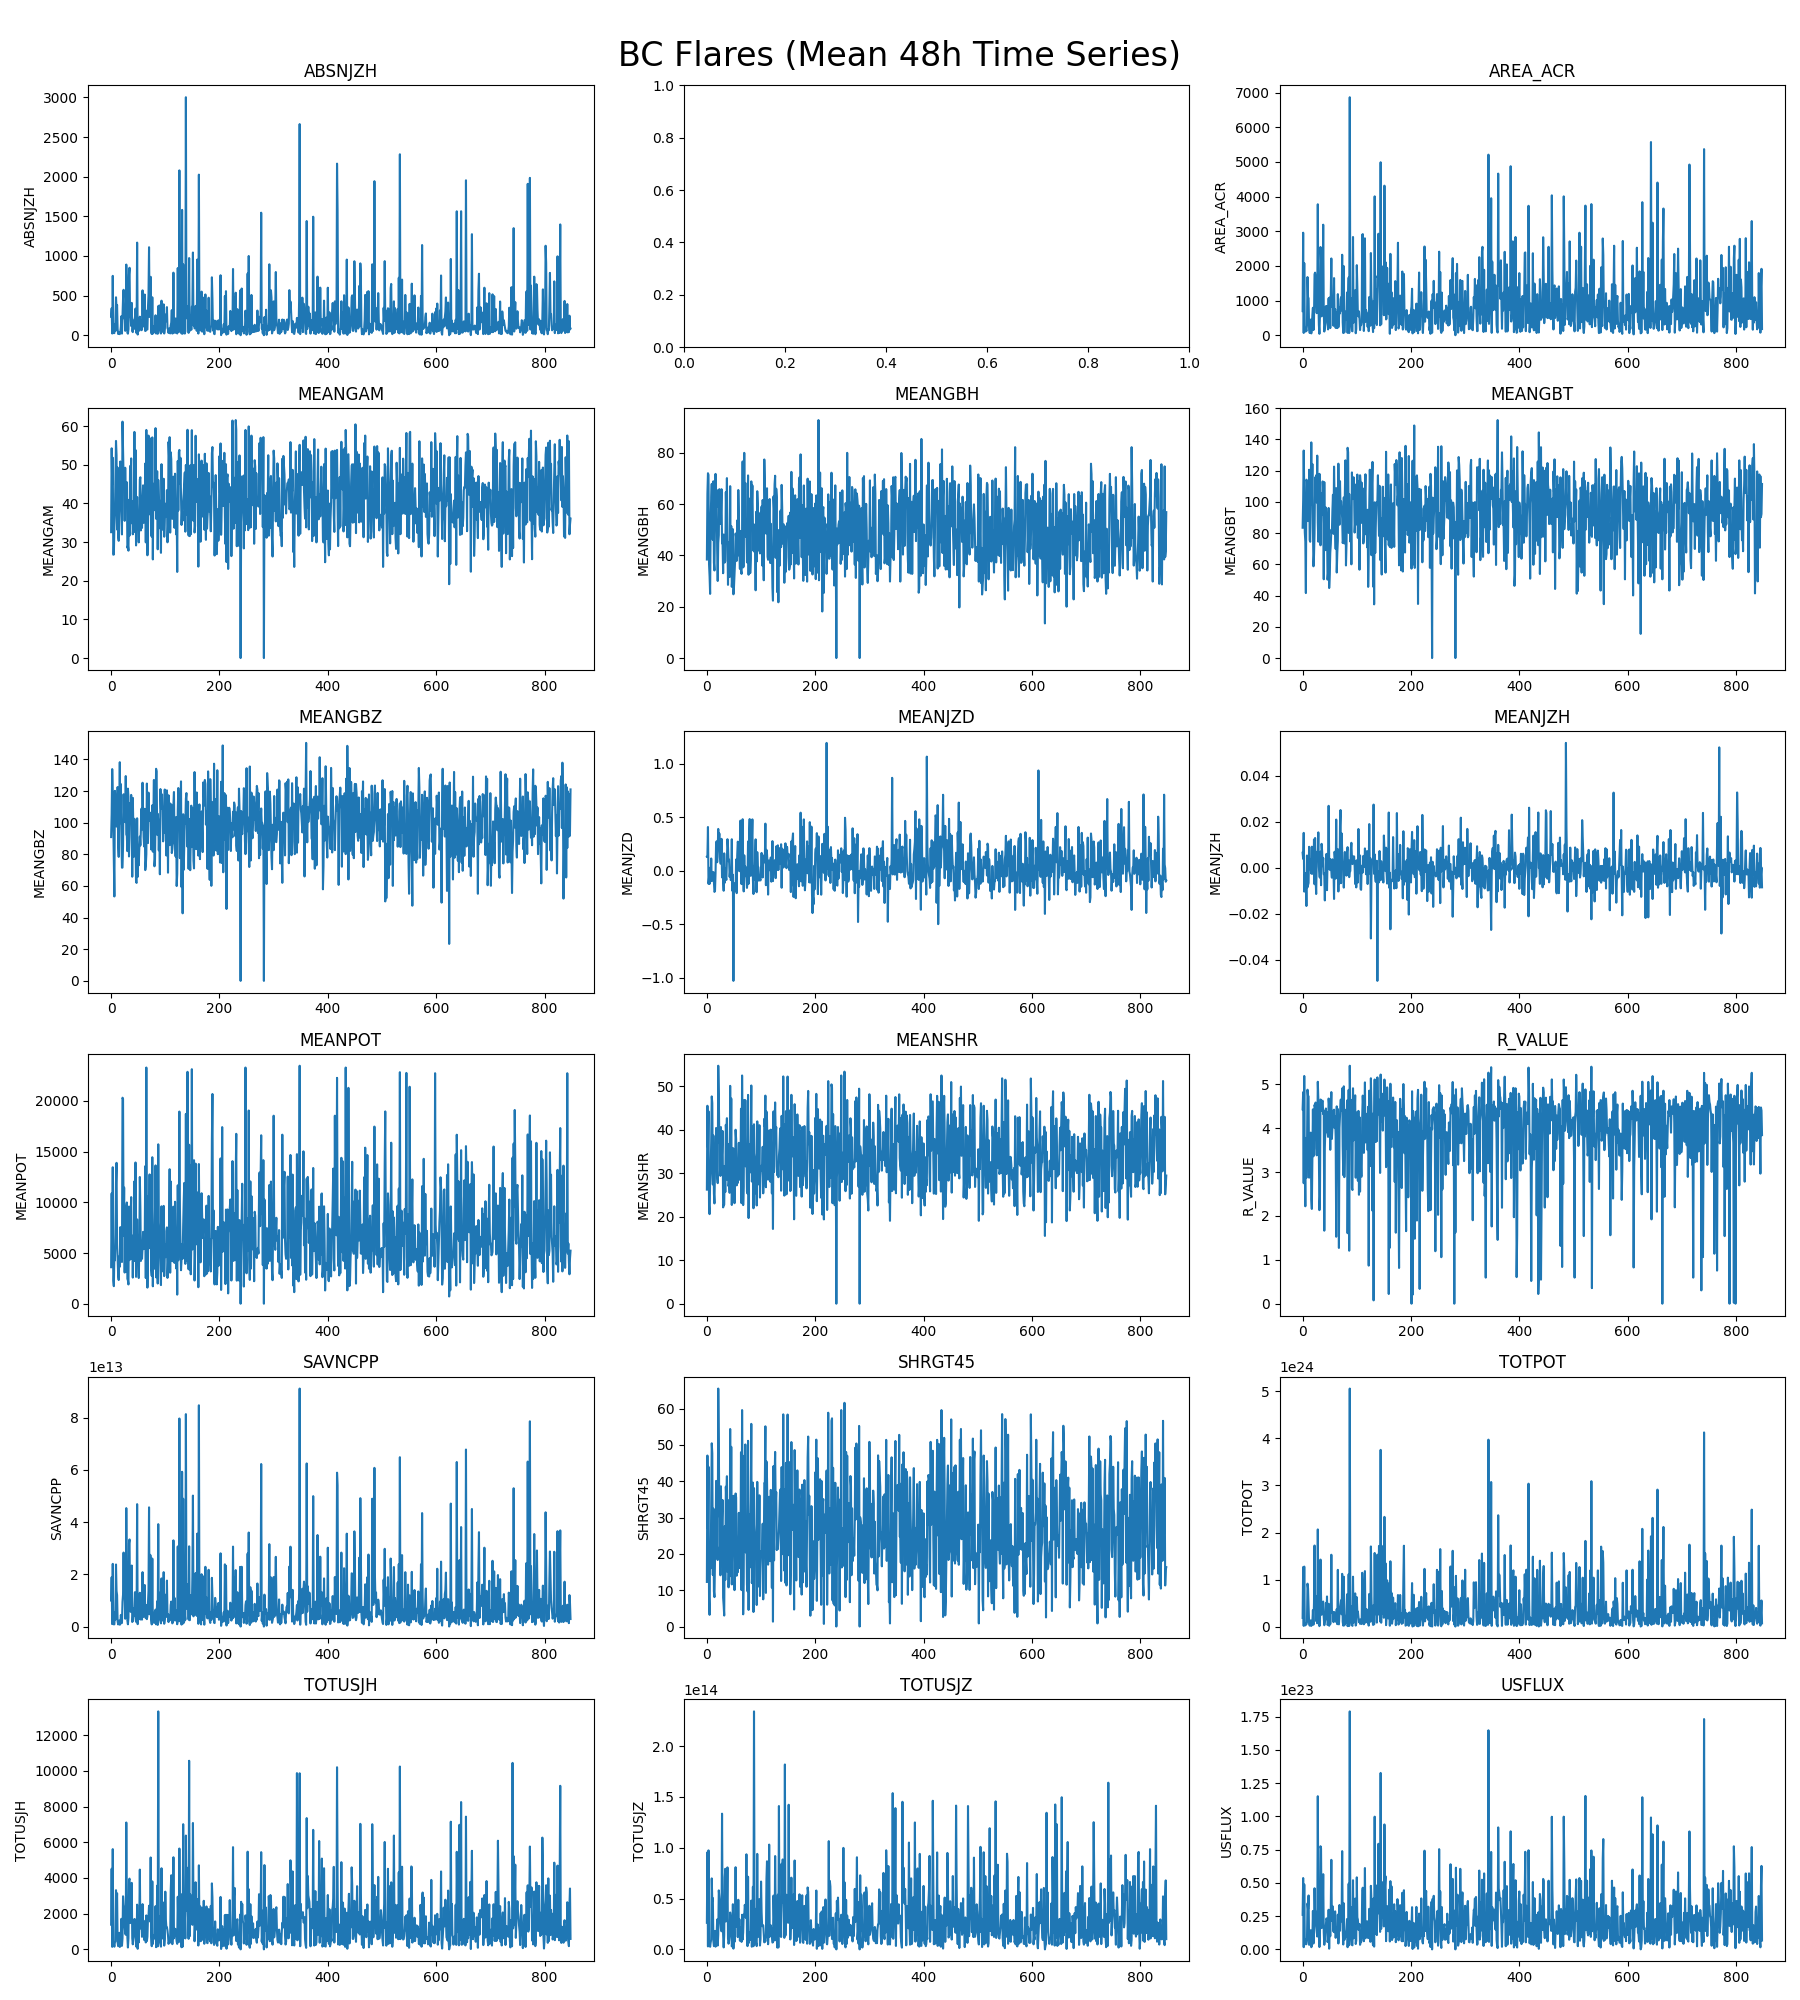 BC Flares (Mean 48h Time Series)
ABSNJZH
AREA_ACR
3000
2500
2000
1500
1000
500
0
ABSNJZH
0 200 400 600 800
1.0
0.8
0.6
0.4
0.2
0.0
0.0 0.2 0.4 0.6 0.8 1.0
7000
6000
5000
4000
3000
2000
1000
0
AREA_ACR
0 200 400 600 800
MEANGAM
60
50
40
30
20
10
0
MEANGAM
0 200 400 600 800
MEANGBH
80
60
40
20
0
MEANGBH
0 200 400 600 800
MEANGBT
160
140
120
100
80
60
40
20
0
MEANGBT
0 200 400 600 800
MEANGBZ
140
120
100
80
60
40
20
0
MEANGBZ
0 200 400 600 800
MEANJZD
1.0
0.5
0.0
−0.5
−1.0
MEANJZD
0 200 400 600 800
MEANJZH
0.04
0.02
0.00
−0.02
−0.04
MEANJZH
0 200 400 600 800
MEANPOT
20000
15000
10000
5000
0
MEANPOT
0 200 400 600 800
MEANSHR
50
40
30
20
10
0
MEANSHR
0 200 400 600 800
R_VALUE
5
4
3
2
1
0
R_VALUE
0 200 400 600 800
SAVNCPP
1e13
8
6
4
2
0
SAVNCPP
0 200 400 600 800
SHRGT45
60
50
40
30
20
10
0
SHRGT45
0 200 400 600 800
TOTPOT
1e24
5
4
3
2
1
0
TOTPOT
0 200 400 600 800
TOTUSJH
12000
10000
8000
6000
4000
2000
0
TOTUSJH
0 200 400 600 800
TOTUSJZ
1e14
2.0
1.5
1.0
0.5
0.0
TOTUSJZ
0 200 400 600 800
USFLUX
1e23
1.75
1.50
1.25
1.00
0.75
0.50
0.25
0.00
USFLUX
0 200 400 600 800